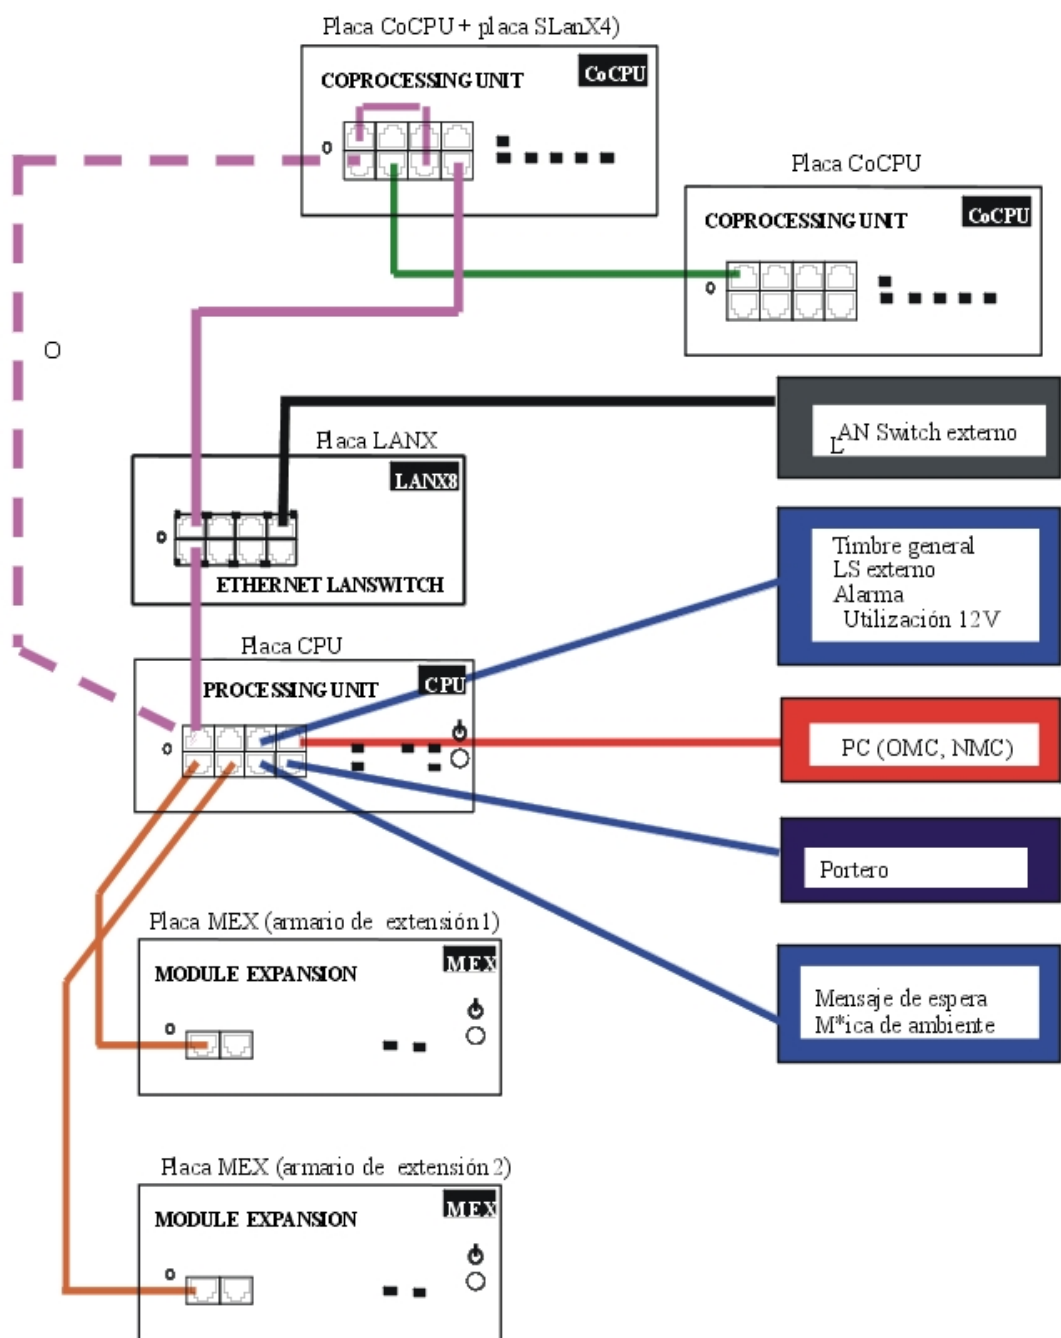 Placa CoCPU + placa SLanX4)
CoCPU
COPROCESSING UNIT
Placa CoCPU
CoCPU
COPROCESSING UNIT
O
LAN Switch externo
Placa LANX
LANX8
ETHERNET LANSWITCH
Timbre general
LS externo
Alarma
Utilización 12V
Placa CPU
CPU
PROCESSING UNIT
PC (OMC, NMC)
Portero
Placa MEX (armario de extensión 1)
MEX
MODULE EXPANSION
Mensaje de espera
M*ica de ambiente
Placa MEX (armario de extensión 2)
MEX
MODULE EXPANSION